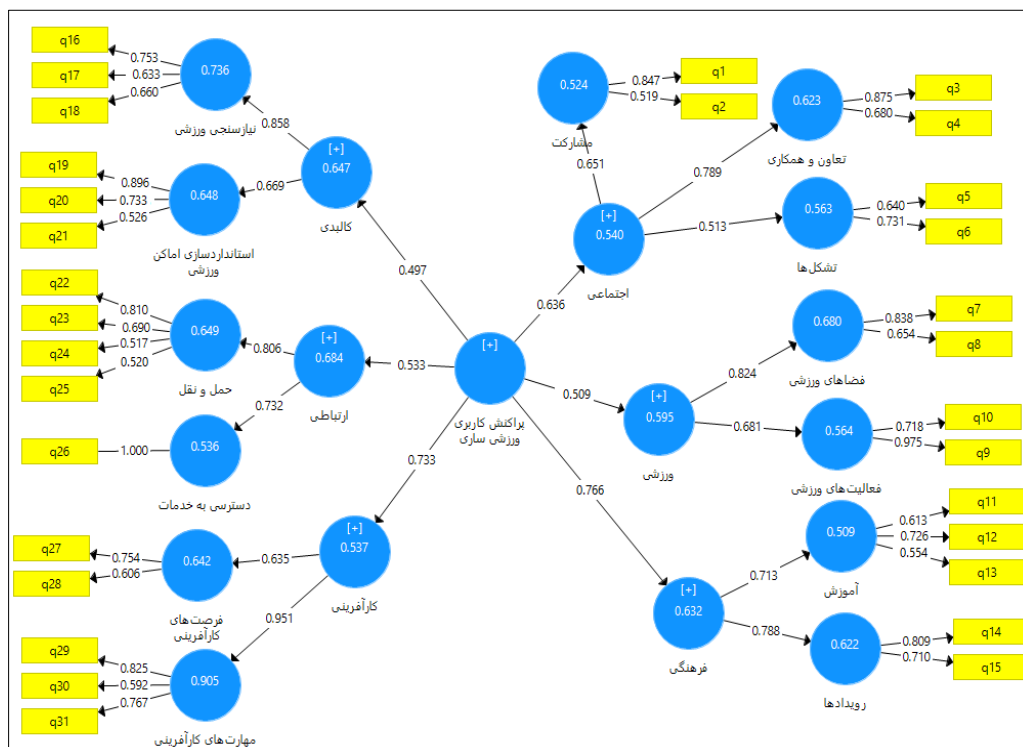 q16
q17
q18
0.753
0.633
0.660
0.736
نیازسنجی ورزشی
0.858
q19
q20
q21
0.896
0.733
0.526
0.648
استانداردسازی اماکن
ورزشی
0.669
[+]
0.647
کالبدی
0.497
q22
q23
q24
q25
0.810
0.690
0.517
0.520
0.649
حمل و نقل
0.806
q26
1.000
0.536
دسترسی به خدمات
0.732
[+]
0.684
ارتباطی
0.533
q27
q28
0.754
0.606
0.642
فرصت‌های
کارآفرینی
0.635
q29
q30
q31
0.825
0.592
0.767
0.905
مهارت‌های کارآفرینی
0.951
[+]
0.537
کارآفرینی
0.733
[+]
پراکنش کاربری
ورزشی ساری
0.524
مشارکت
0.847
0.519
q1
q2
0.651
0.623
تعاون و همکاری
0.875
0.680
q3
q4
0.789
0.563
تشکل‌ها
0.640
0.731
q5
q6
0.513
[+]
0.540
اجتماعی
0.636
0.680
فضاهای ورزشی
0.838
0.654
q7
q8
0.824
0.564
فعالیت‌های ورزشی
0.718
0.975
q10
q9
0.681
[+]
0.595
ورزشی
0.509
0.509
آموزش
0.613
0.726
0.554
q11
q12
q13
0.713
0.622
رویدادها
0.809
0.710
q14
q15
0.788
[+]
0.632
فرهنگی
0.766